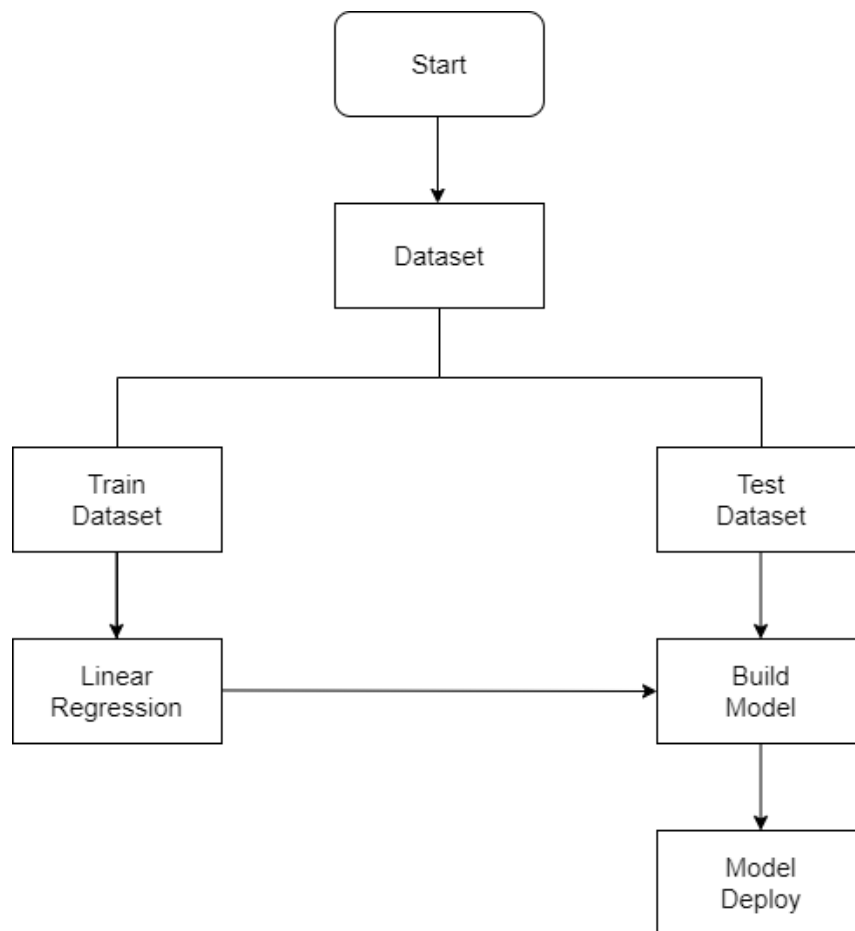 Start
Dataset
Train
Dataset
Test
Dataset
Linear
Regression
Build
Model
Model
Deploy